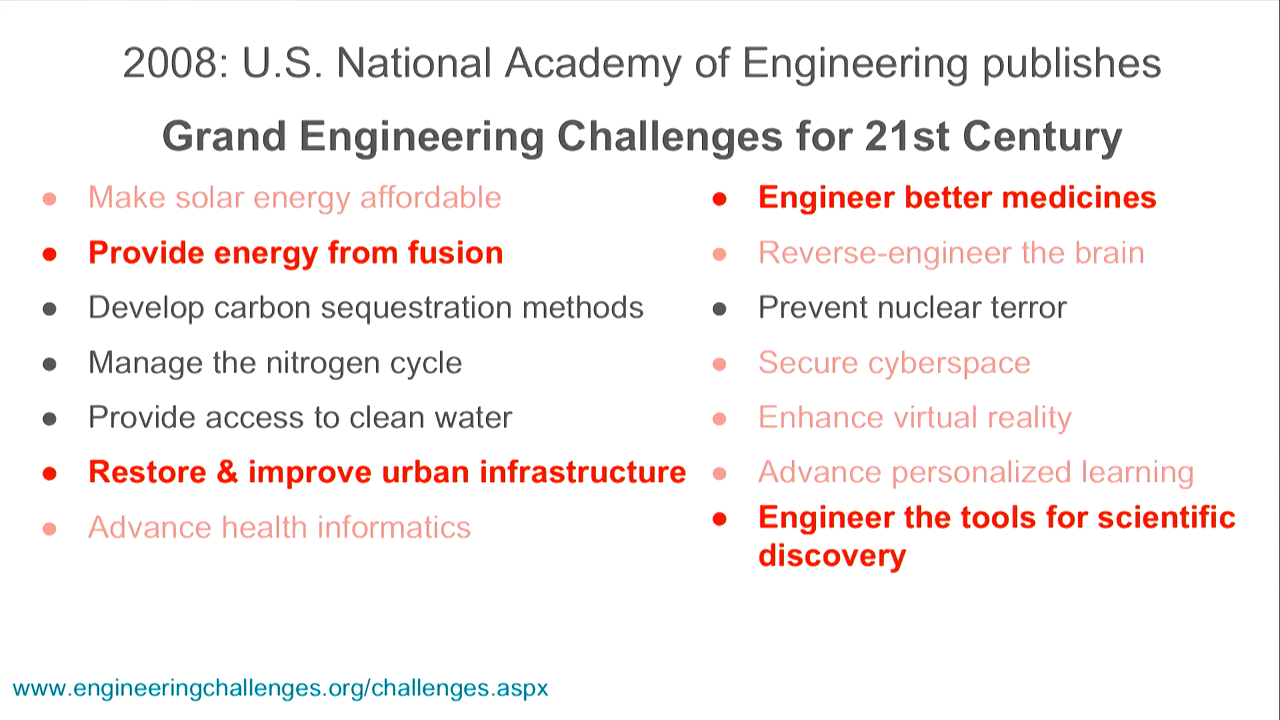 2008: U.S. National Academy of Engineering publishes
Grand Engineering Challenges for 21st Century
● Make solar energy affordable
● Provide energy from fusion
● Develop carbon sequestration methods
● Manage the nitrogen cycle
● Provide access to clean water
● Restore & improve urban infrastructure
● Advance health informatics
● Engineer better medicines
● Reverse-engineer the brain
● Prevent nuclear terror
● Secure cyberspace
● Enhance virtual reality
● Advance personalized learning
● Engineer the tools for scientific
discovery
www.engineeringchallenges.org/challenges.aspx